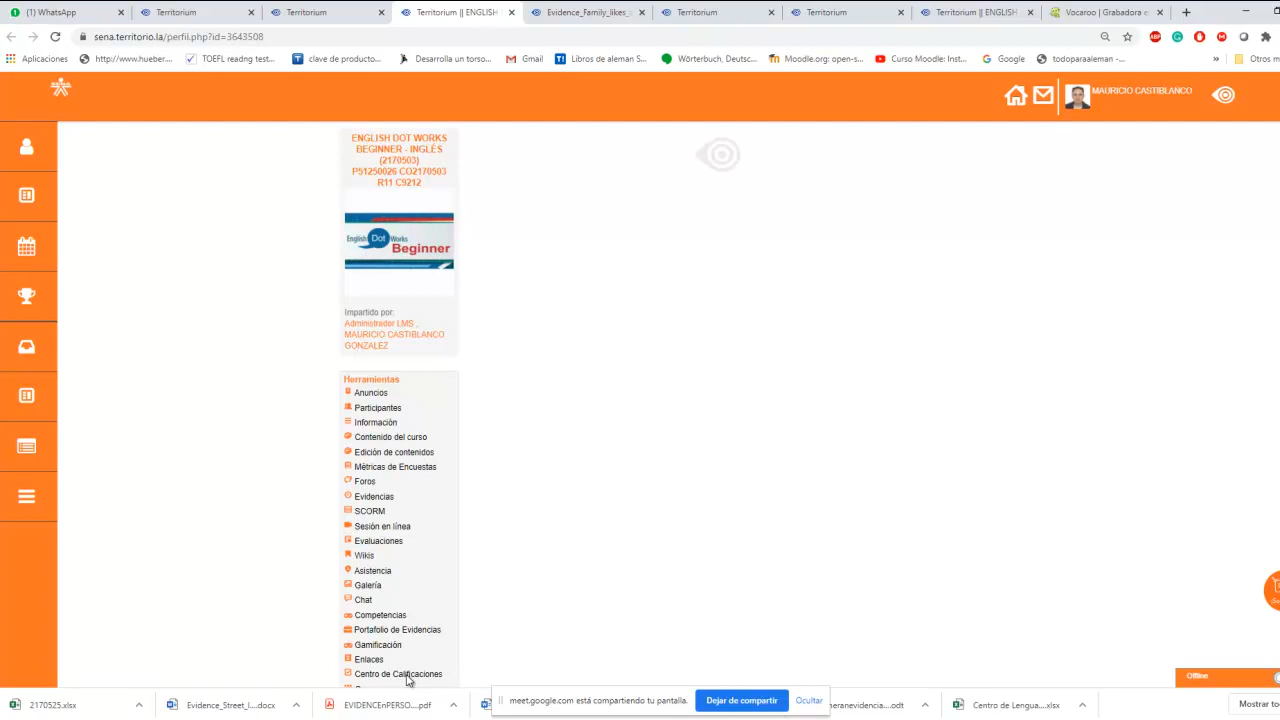 (1) WhatsApp
Territorium
Territorium
Territorium || ENGLISH
Evidence_Family_likes_
Territorium
Territorium
Territorium || ENGLISH
Vocaroo | Grabadora
sena.territorio.la/perfil.php?id=3643508
Aplicaciones
http://www.hueber....
TOEFL readng test...
clave de producto...
Desarrolla un torso...
Gmail
Libros de aleman S...
Wörterbuch, Deutsc...
Moodle.org: open-s...
Curso Moodle: Inst...
Google
todoparaaleman -...
»
Otros m
MAURICIO CASTIBLANCO
ENGLISH DOT WORKS
BEGINNER - INGLÉS
(2170503)
P51250026 CO2170503
R11 C9212
English Dot Works
Beginner
Impartido por:
Administrador LMS ,
MAURICIO CASTIBLANCO
GONZALEZ
Herramientas
Anuncios
Participantes
Información
Contenido del curso
Edición de contenidos
Métricas de Encuestas
Foros
Evidencias
SCORM
Sesión en línea
Evaluaciones
Wikis
Asistencia
Galería
Chat
Competencias
Portafolio de Evidencias
Gamificación
Enlaces
Centro de Calificaciones
Offline
2170525.xlsx
Evidence_Street_l....docx
EVIDENCEnPERSO....pdf
meet.google.com está compartiendo tu pantalla.
Dejar de compartir
Ocultar
neranevidencia....odt
Centro de Lengua....xlsx
Mostrar to